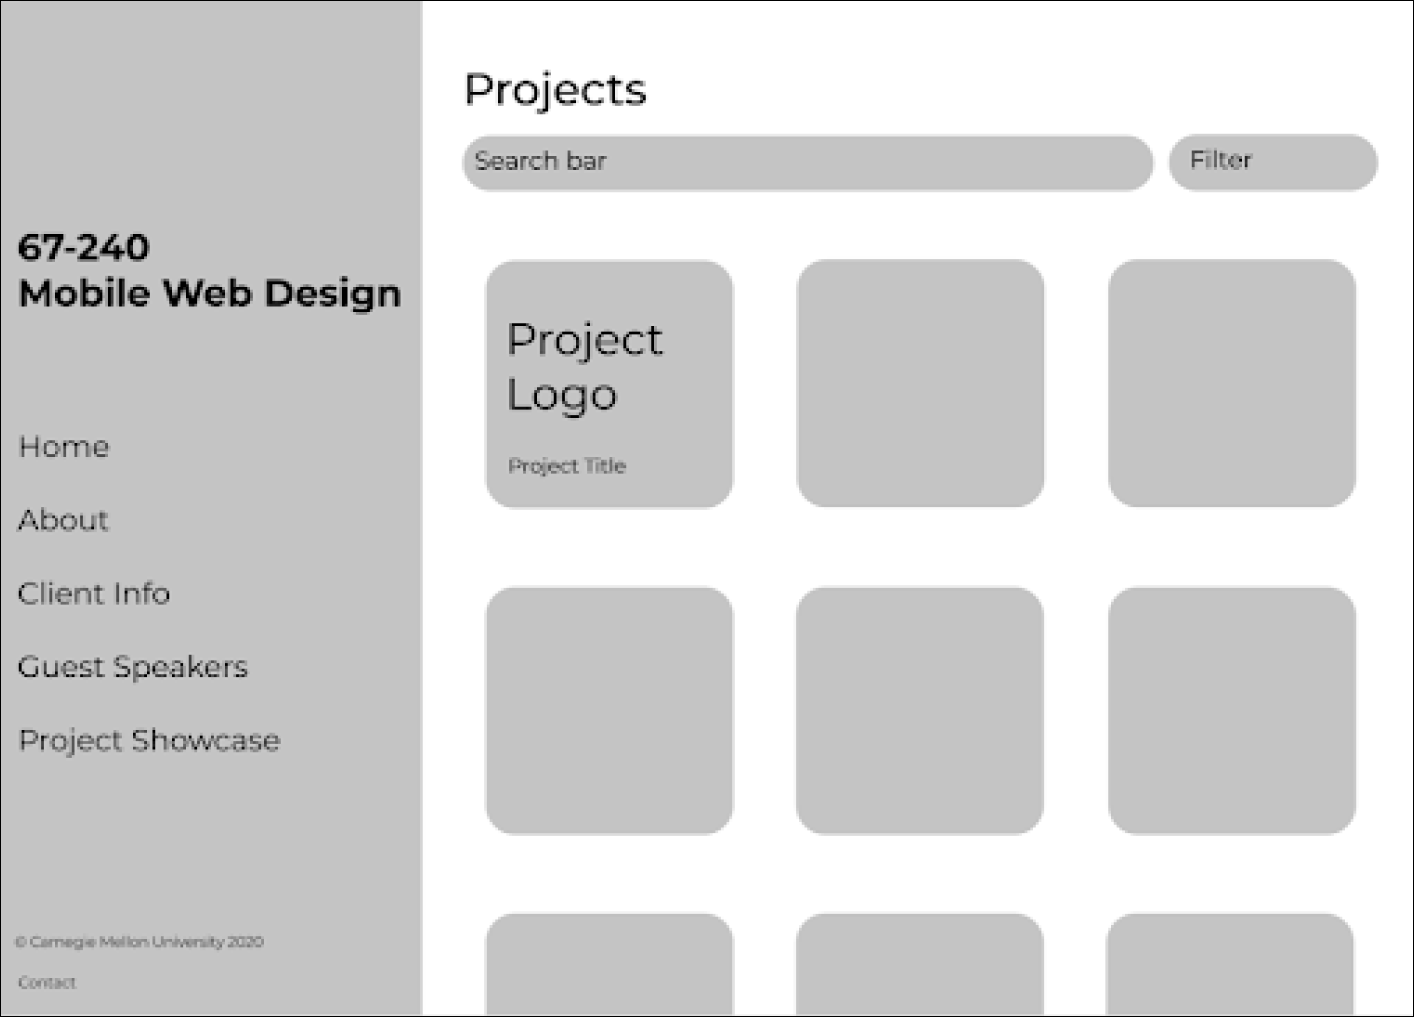 67-240
Mobile Web Design
Home
About
Client Info
Guest Speakers
Project Showcase
© Carnegie Mellon University 2020
Contact
Projects
Search bar
Filter
Project
Logo
Project Title